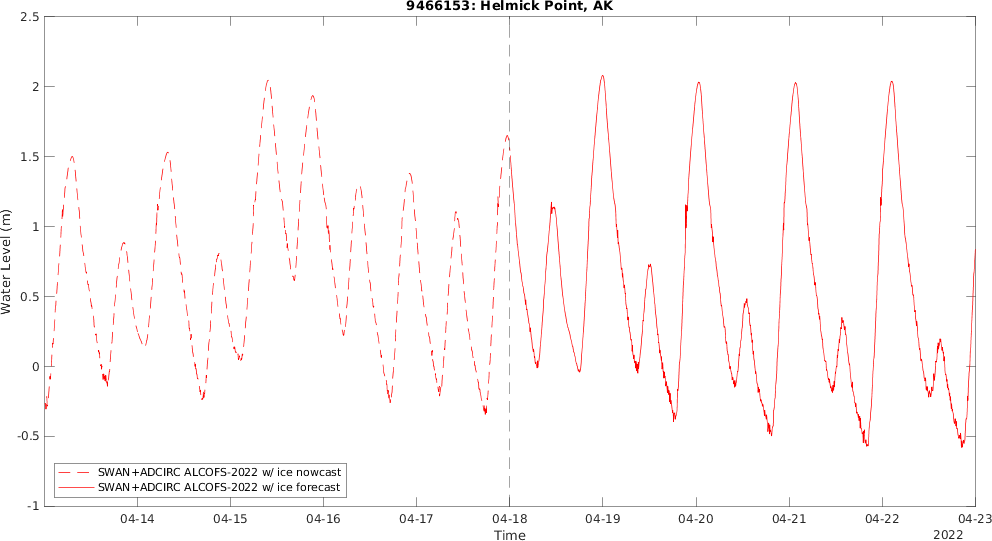 9466153: Helmick Point, AK
2.5
2
1.5
1
0.5
0
-0.5
-1
Water Level (m)
SWAN+ADCIRC ALCOFS-2022 w/ ice nowcast
SWAN+ADCIRC ALCOFS-2022 w/ ice forecast
04-14 04-15 04-16 04-17 04-18 04-19 04-20 04-21 04-22 04-23
Time
2022